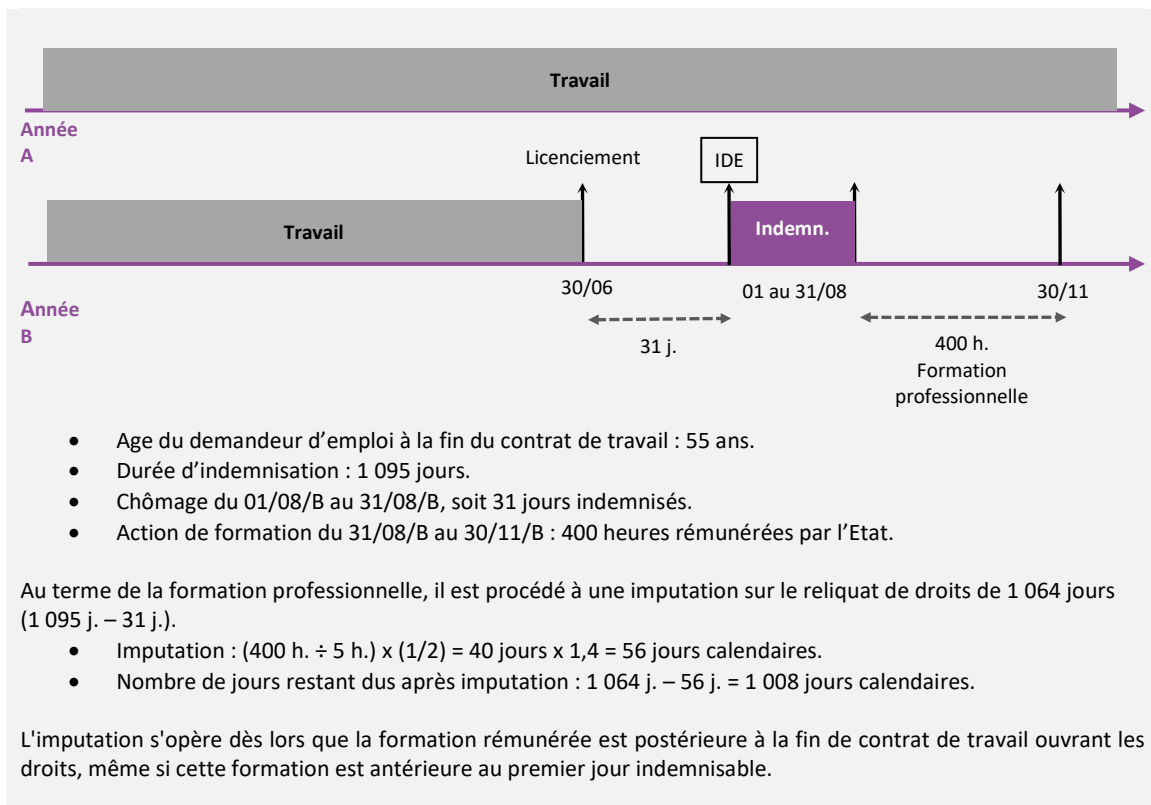 Travail
Année
A
Licenciement
IDE
Travail
Indemn.
30/06
01 au 31/08
30/11
Année
B
31 j.
400 h.
Formation
professionnelle
• Age du demandeur d’emploi à la fin du contrat de travail : 55 ans.
• Durée d’indemnisation : 1 095 jours.
• Chômage du 01/08/B au 31/08/B, soit 31 jours indemnisés.
• Action de formation du 31/08/B au 30/11/B : 400 heures rémunérées par l’Etat.
Au terme de la formation professionnelle, il est procédé à une imputation sur le reliquat de droits de 1 064 jours
(1 095 j. – 31 j.).
• Imputation : (400 h. ÷ 5 h.) x (1/2) = 40 jours x 1,4 = 56 jours calendaires.
• Nombre de jours restant dus après imputation : 1 064 j. – 56 j. = 1 008 jours calendaires.
L'imputation s'opère dès lors que la formation rémunérée est postérieure à la fin de contrat de travail ouvrant les
droits, même si cette formation est antérieure au premier jour indemnisable.